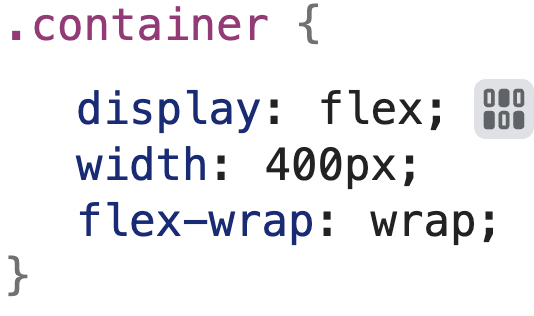 .container {
display: flex;
width: 400px;
flex-wrap: wrap;
}